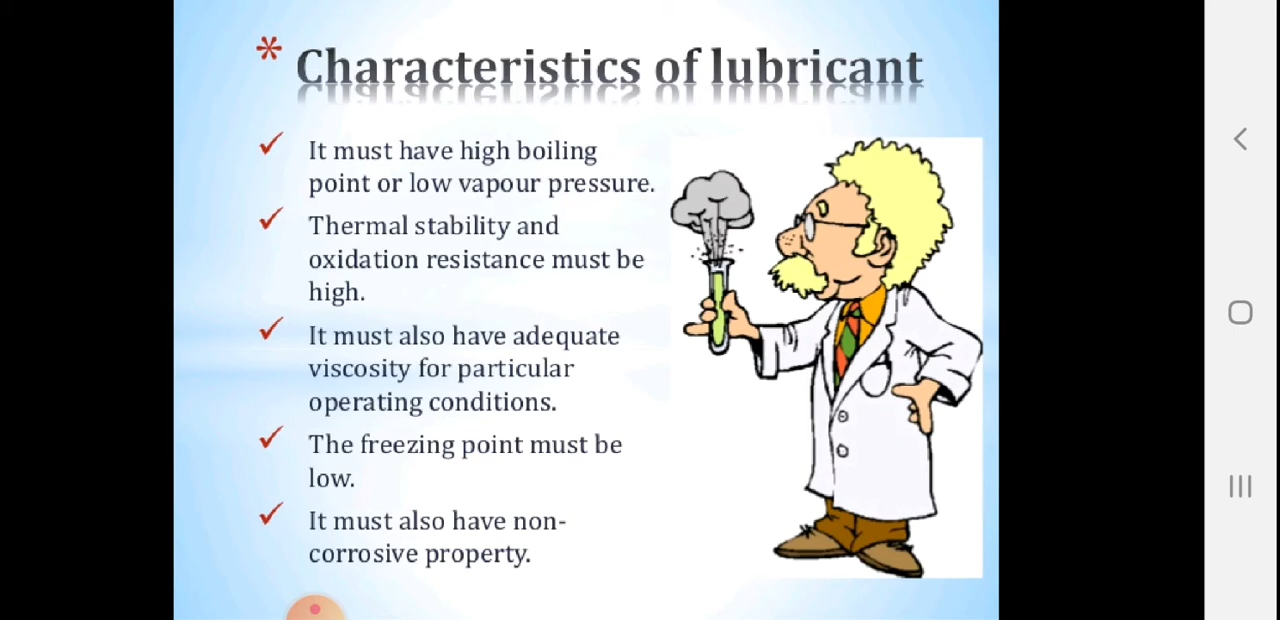 * Characteristics of lubricant
✓ It must have high boiling
point or low vapour pressure.
✓ Thermal stability and
oxidation resistance must be
high.
✓ It must also have adequate
viscosity for particular
operating conditions.
✓ The freezing point must be
low.
✓ It must also have non-
corrosive property.